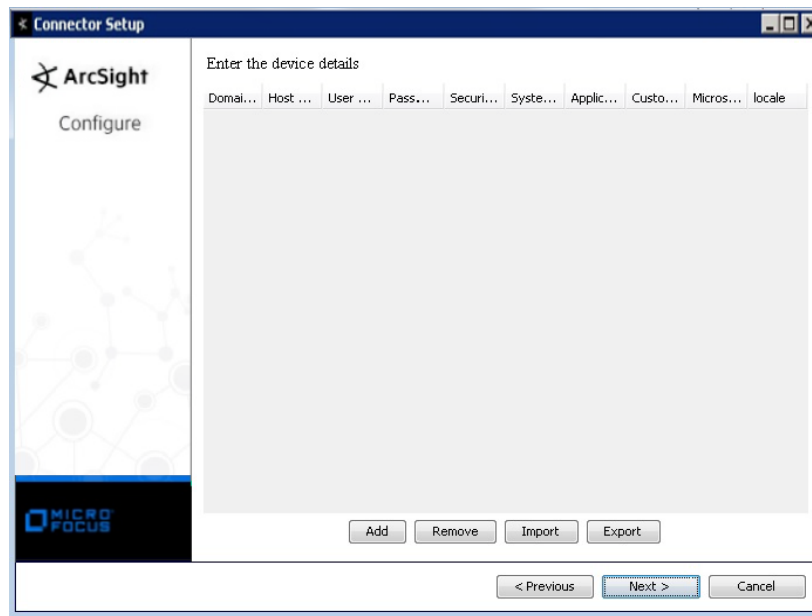 Connector Setup
ArcSight
Configure
Enter the device details
Domai... Host ... User ... Pass... Securi... Syste... Applic... Custo... Micros... locale
MICRO
FOCUS
Add Remove Import Export
< Previous Next > Cancel